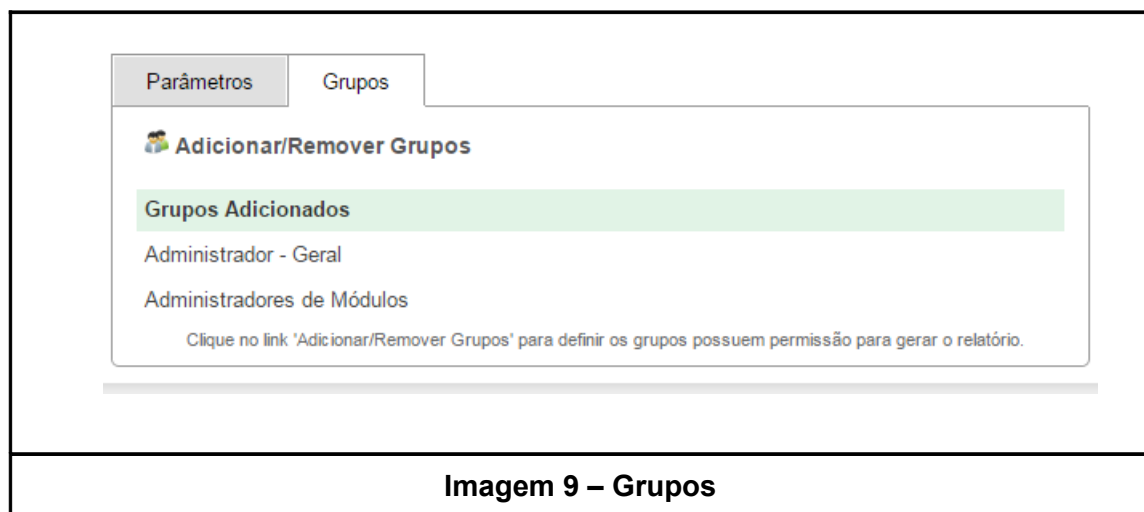 Parâmetros Grupos
Adicionar/Remover Grupos
Grupos Adicionados
Administrador - Geral
Administradores de Módulos
Clique no link 'Adicionar/Remover Grupos' para definir os grupos possuem permissão para gerar o relatório.
Imagem 9 – Grupos